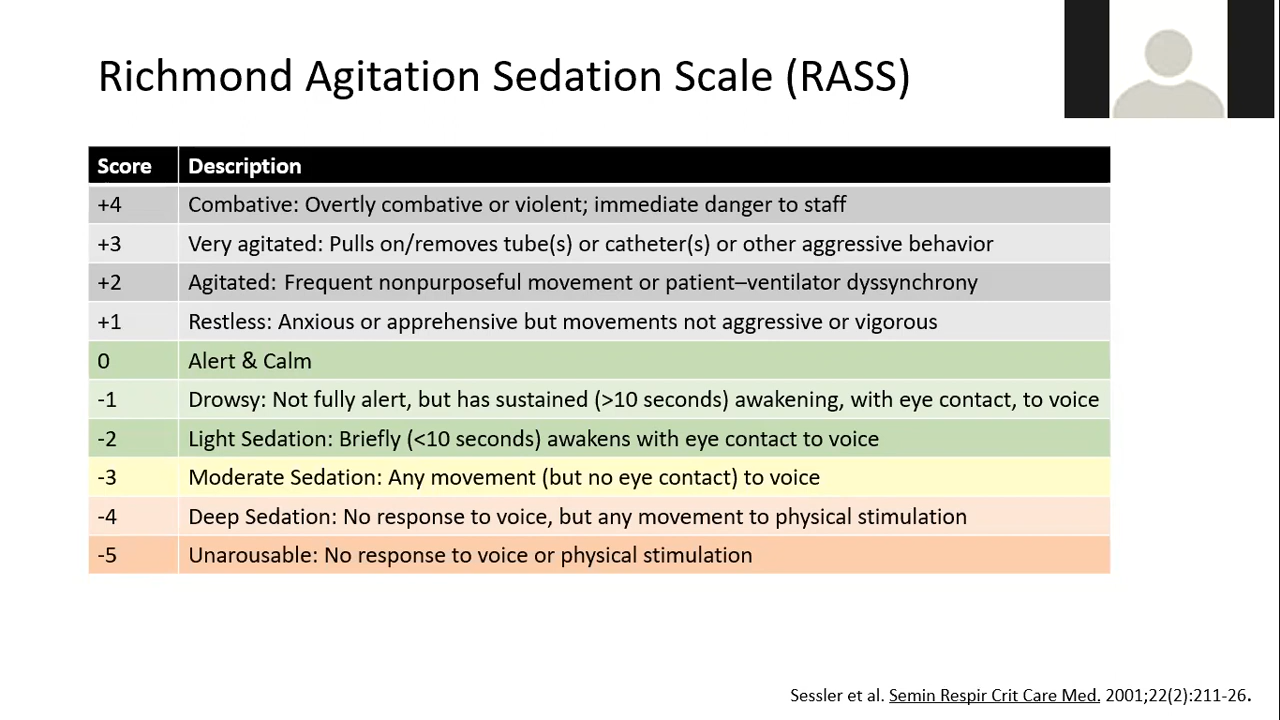 Richmond Agitation Sedation Scale (RASS)
Score Description
+4 Combative: Overtly combative or violent; immediate danger to staff
+3 Very agitated: Pulls on/removes tube(s) or catheter(s) or other aggressive behavior
+2 Agitated: Frequent nonpurposeful movement or patient–ventilator dyssynchrony
+1 Restless: Anxious or apprehensive but movements not aggressive or vigorous
0 Alert & Calm
-1 Drowsy: Not fully alert, but has sustained (>10 seconds) awakening, with eye contact, to voice
-2 Light Sedation: Briefly (<10 seconds) awakens with eye contact to voice
-3 Moderate Sedation: Any movement (but no eye contact) to voice
-4 Deep Sedation: No response to voice, but any movement to physical stimulation
-5 Unarousable: No response to voice or physical stimulation
Sessler et al. Semin Respir Crit Care Med. 2001;22(2):211-26.